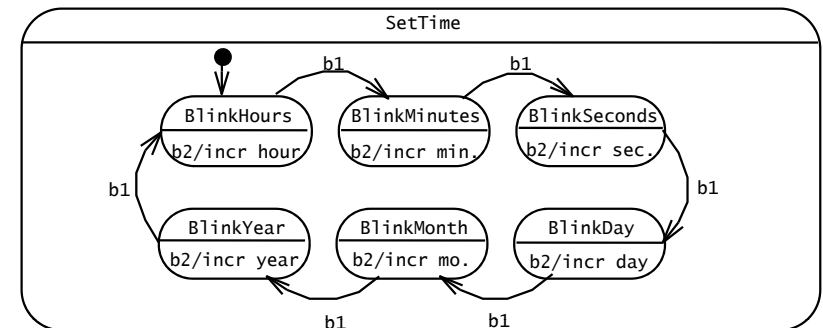 SetTime
b1
b1
BlinkHours
b2/incr hour
BlinkMinutes
b2/incr min.
BlinkSeconds
b2/incr sec.
b1
b1
BlinkYear
b2/incr year
BlinkMonth
b2/incr mo.
BlinkDay
b2/incr day
b1
b1